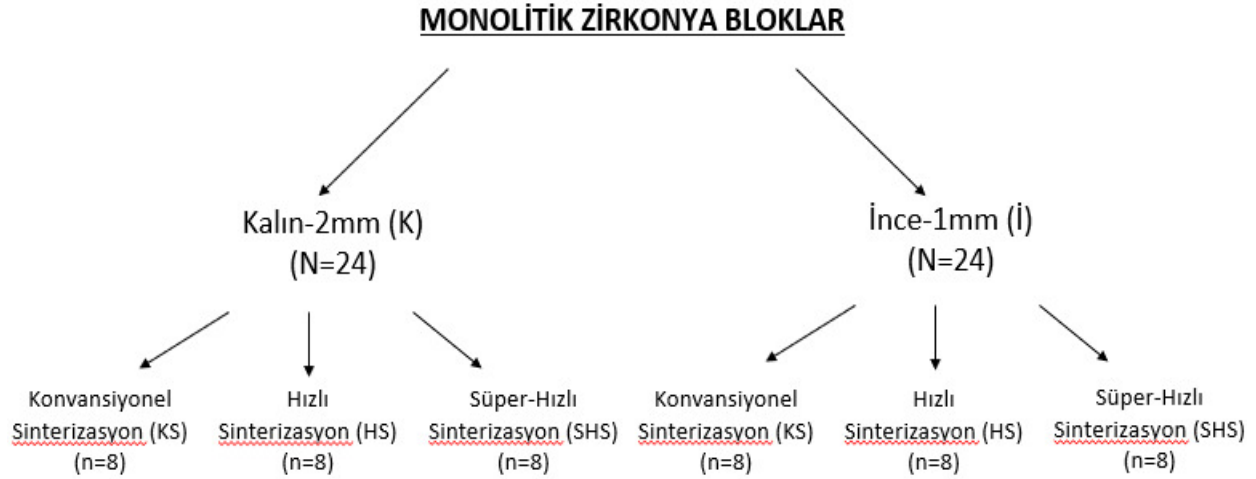 MONOLİTİK ZİRKONYA BLOKLAR
Kalın-2mm (K)
(N=24)
İnce-1mm (İ)
(N=24)
Konvansiyonel
Sinterizasyon (KS)
(n=8)
Hızlı
Sinterizasyon (HS)
(n=8)
Süper-Hızlı
Sinterizasyon (SHS)
(n=8)
Konvansiyonel
Sinterizasyon (KS)
(n=8)
Hızlı
Sinterizasyon (HS)
(n=8)
Süper-Hızlı
Sinterizasyon (SHS)
(n=8)